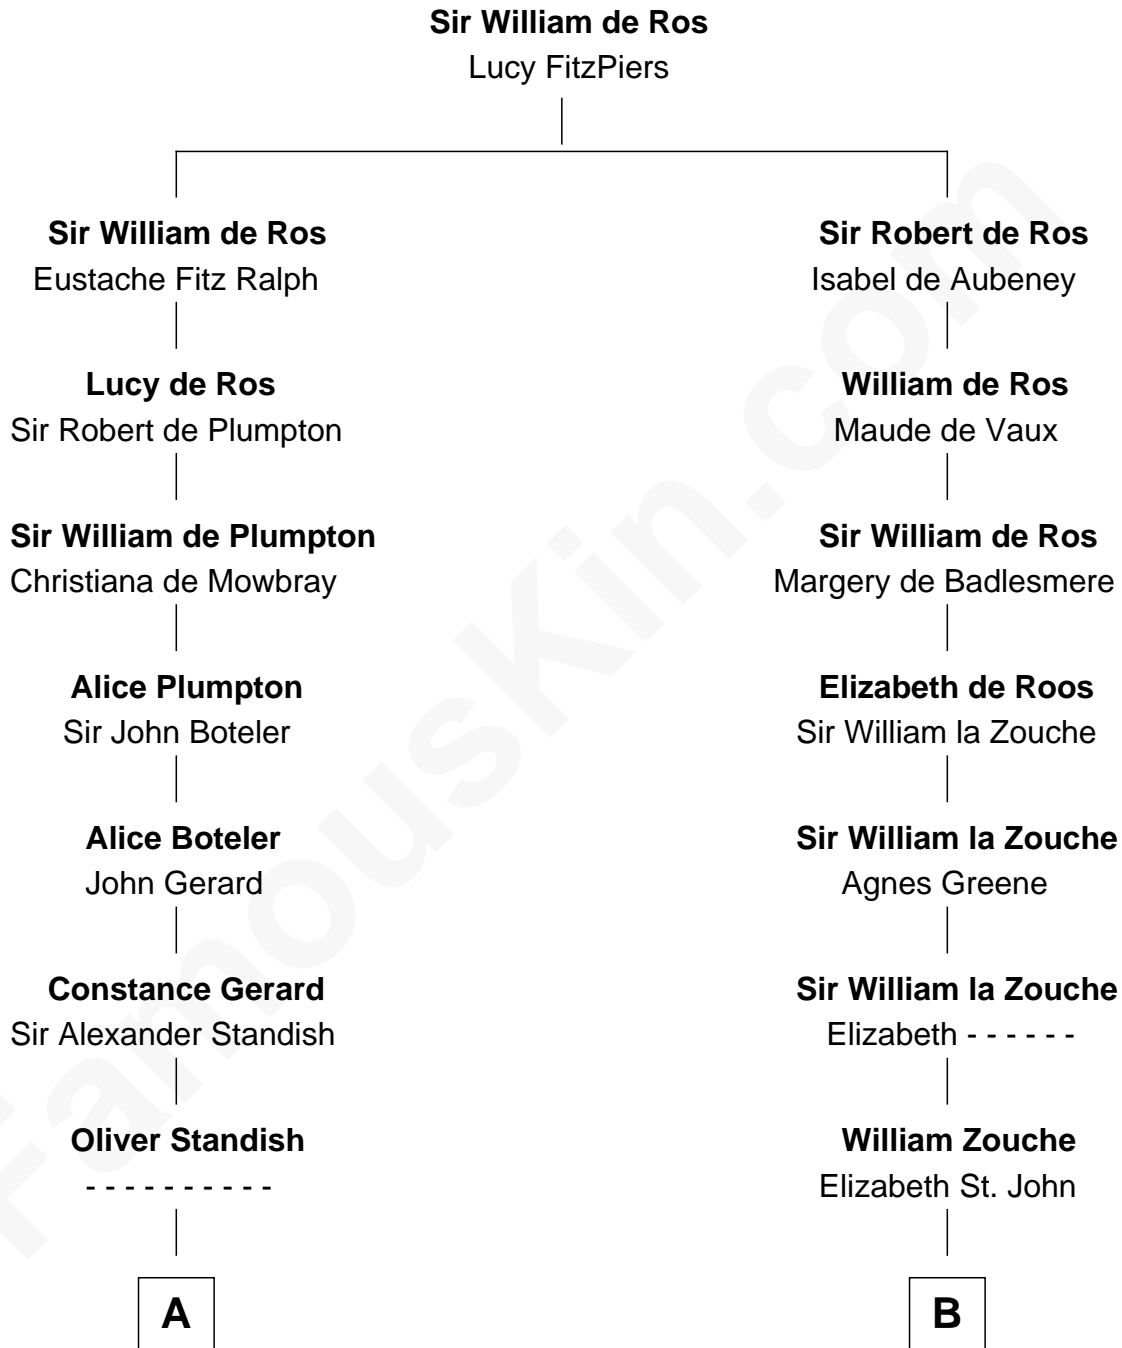 Sir William de Ros
Lucy FitzPiers
Sir William de Ros
Eustache Fitz Ralph
Lucy de Ros
Sir Robert de Plumpton
Sir William de Plumpton
Christiana de Mowbray
Alice Plumpton
Sir John Boteler
Alice Boteler
John Gerard
Constance Gerard
Sir Alexander Standish
Oliver Standish
- - - - - - - - - -
A
Sir Robert de Ros
Isabel de Aubeney
William de Ros
Maude de Vaux
Sir William de Ros
Margery de Badlesmere
Elizabeth de Roos
Sir William la Zouche
Sir William la Zouche
Agnes Greene
Sir William la Zouche
Elizabeth - - - - - -
William Zouche
Elizabeth St. John
B
FamousKin.com